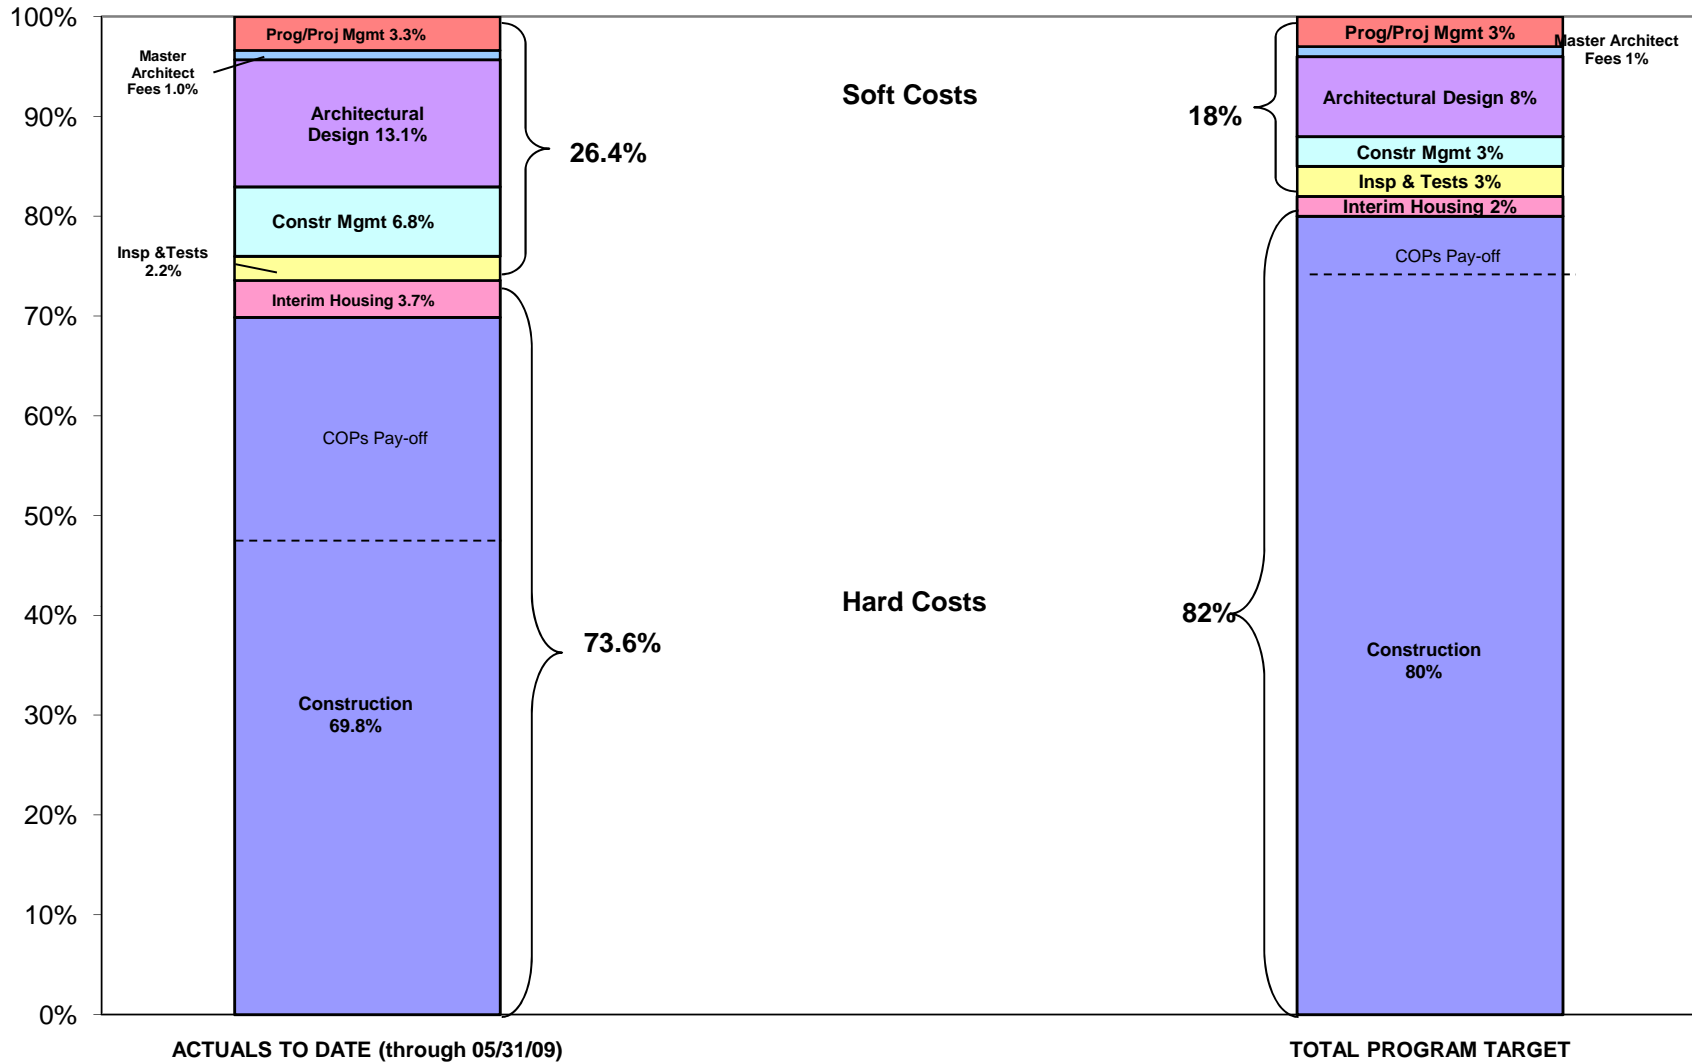 100%
90%
80%
70%
60%
50%
40%
30%
20%
10%
0%
Prog/Proj Mgmt 3.3%
Master
Architect
Fees 1.0%
Architectural
Design 13.1%
Constr Mgmt 6.8%
Insp &Tests
2.2%
Interim Housing 3.7%
COPs Pay-off
Construction
69.8%
26.4%
73.6%
Soft Costs
Hard Costs
18%
82%
Prog/Proj Mgmt 3%
Master Architect
Fees 1%
Architectural Design 8%
Constr Mgmt 3%
Insp & Tests 3%
Interim Housing 2%
COPs Pay-off
Construction
80%
ACTUALS TO DATE (through 05/31/09)
TOTAL PROGRAM TARGET